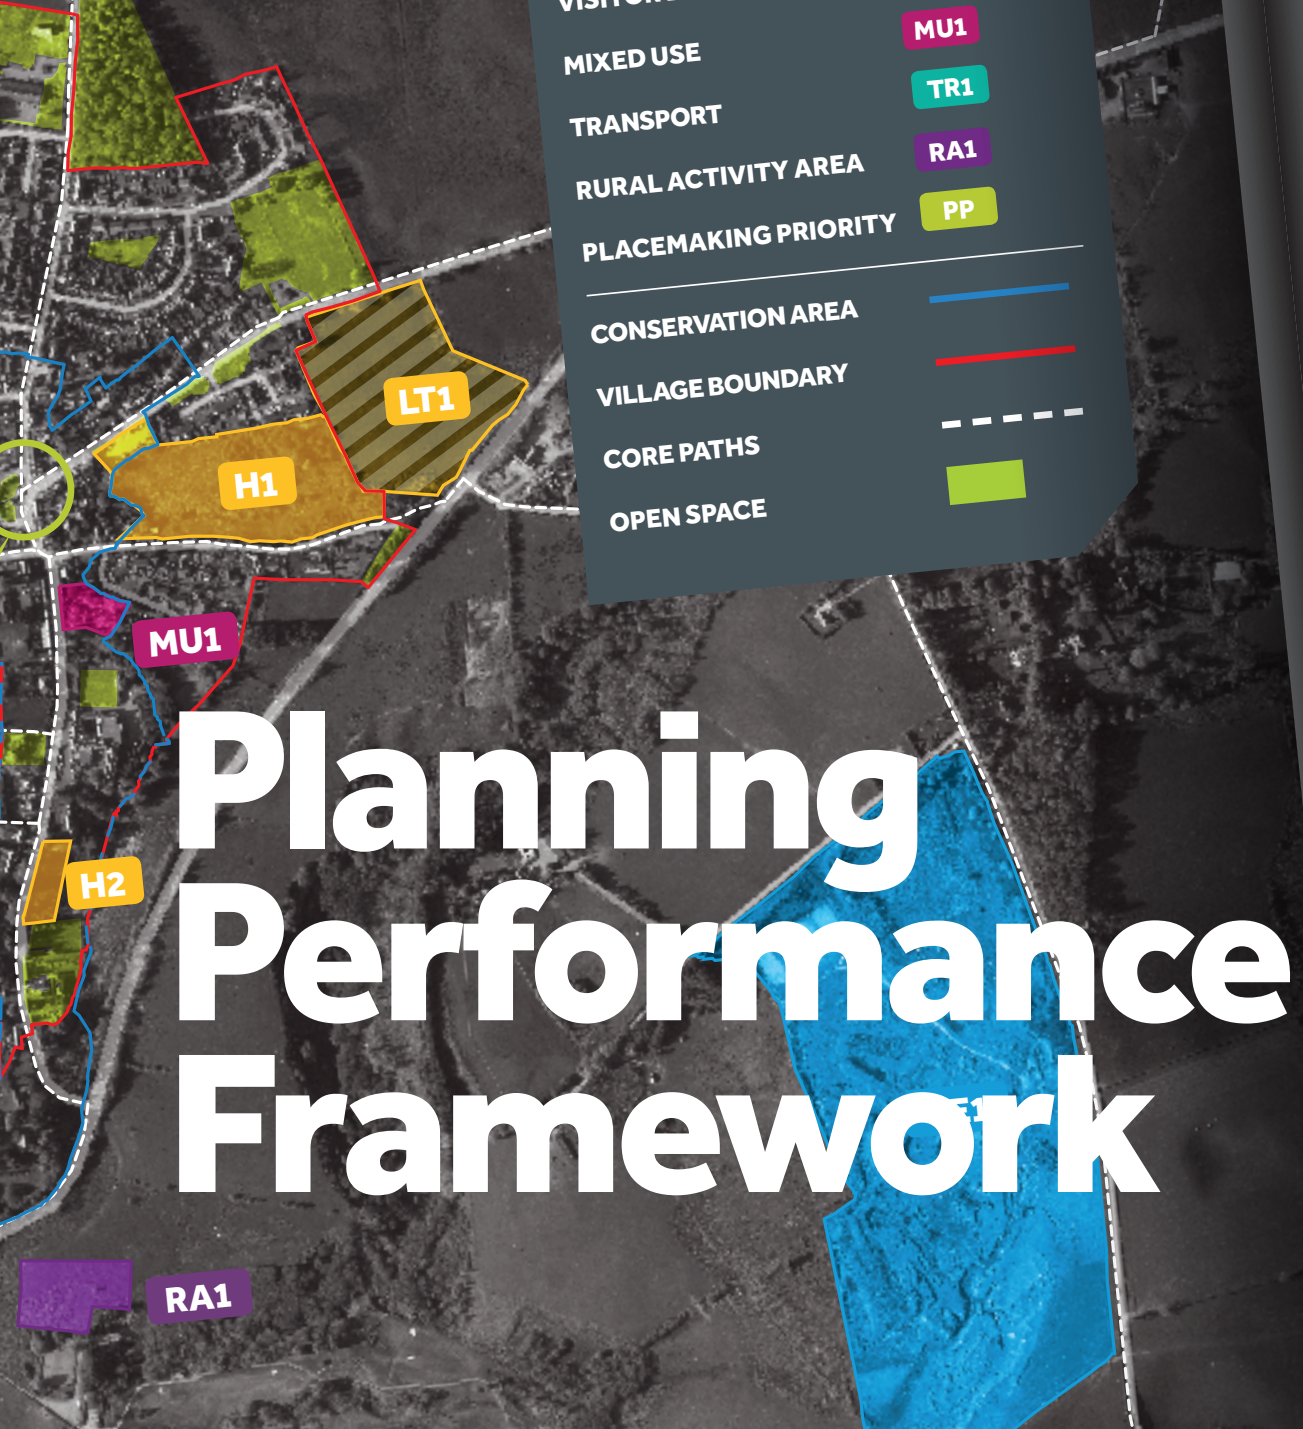 MIXED USE MU1
TRANSPORT TR1
RURAL ACTIVITY AREA RA1
PLACEMAKING PRIORITY PP
CONSERVATION AREA
VILLAGE BOUNDARY
CORE PATHS
OPEN SPACE
LT1
H1
MU1
H2
Planning
Performance
Framework
RA1